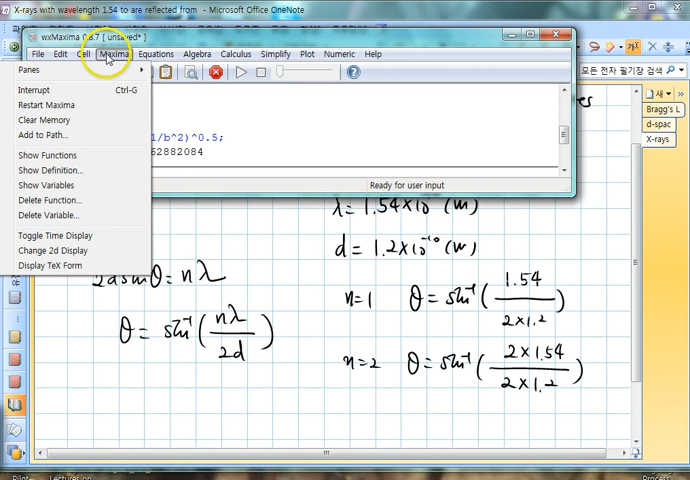 X-rays with wavelength 1.54 to are reflected from - Microsoft Office OneNote
wxMaxima 0.8.7 [ unsaved* ]
File Edit Cell Maxima Equations Algebra Calculus Simplify Plot Numeric Help
Panes
Interrupt Ctrl-G
Restart Maxima
Clear Memory
Add to Path...
Show Functions
Show Definition...
Show Variables
Delete Function...
Delete Variable...
Toggle Time Display
Change 2d Display
Display TeX Form
1/b^2)^0.5;
52882084
Ready for user input
모든 전자 필기장 검색
새
Bragg's L
d-spac
X-rays
es
λ = 1.54×10 (m)
d = 1.2×10⁻¹⁰ (m)
2dsinθ = nλ
θ = sin⁻¹ ( nλ / 2d )
n=1 θ = sin⁻¹ ( 1.54 / 2×1.2 )
n=2 θ = sin⁻¹ ( 2×1.54 / 2×1.2 )